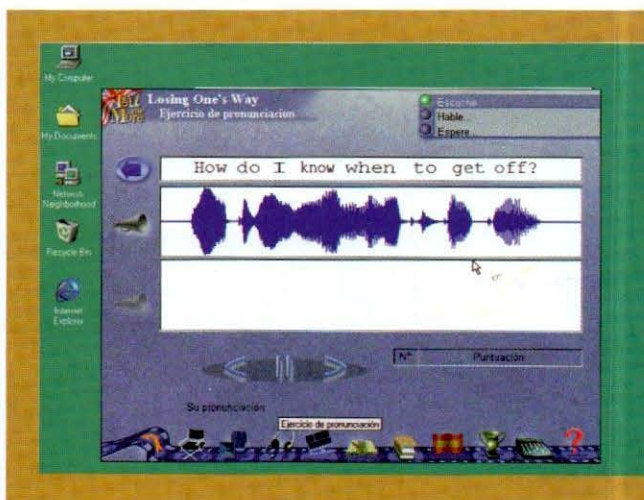 My Computer
My Documents
Network
Neighborhood
Recycle Bin
Internet
Explorer
Tell
me
More
Losing One's Way
Ejercicio de pronunciacion
Escuche
Hable...
Espere...
How do I know when to get off?
Nº
Puntuación
Su pronunciación
Ejercicio de pronunciación
?